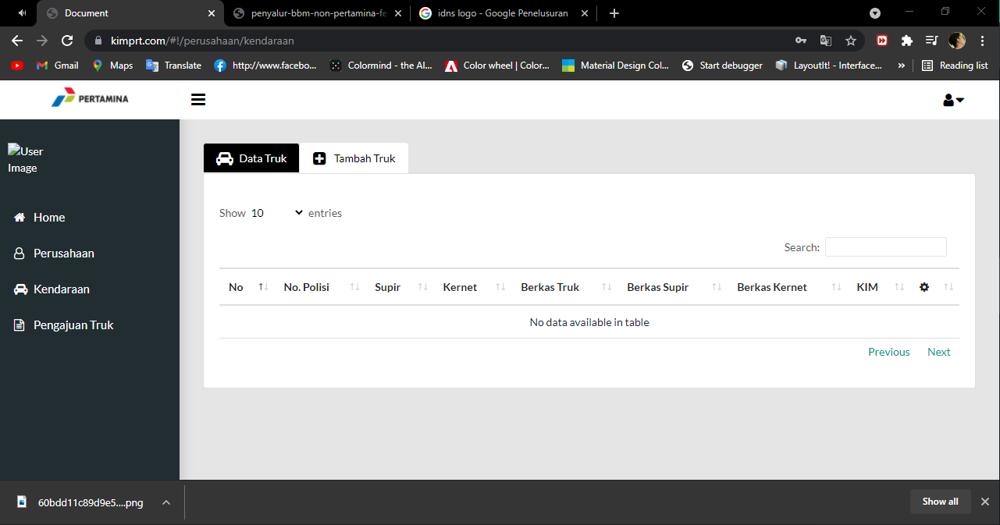 Document
penyalur-bbm-non-pertamina-fe
idns logo - Google Penelusuran
kimprt.com/#!/perusahaan/kendaraan
Gmail
Maps
Translate
http://www.facebo...
Colormind - the AI...
Color wheel | Color...
Material Design Col...
Start debugger
LayoutIt! - Interface...
»
Reading list
PERTAMINA
User Image
Home
Perusahaan
Kendaraan
Pengajuan Truk
Data Truk
Tambah Truk
Show 10 entries
Search:
No No. Polisi Supir Kernet Berkas Truk Berkas Supir Berkas Kernet KIM
No data available in table
Previous Next
60bdd11c89d9e5....png
Show all